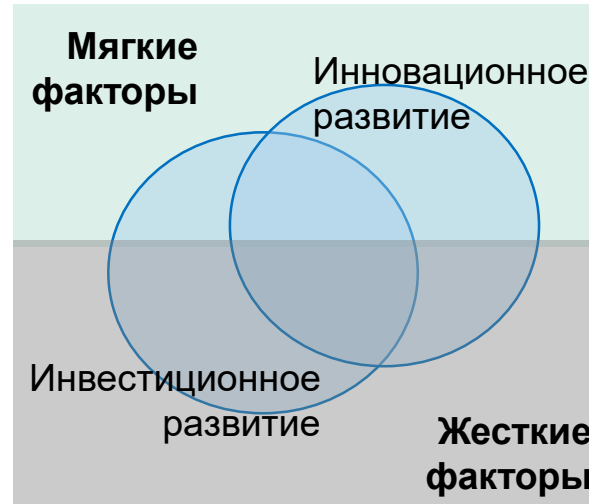 Мягкие
факторы
Инновационное
развитие
Инвестиционное
развитие
Жесткие
факторы